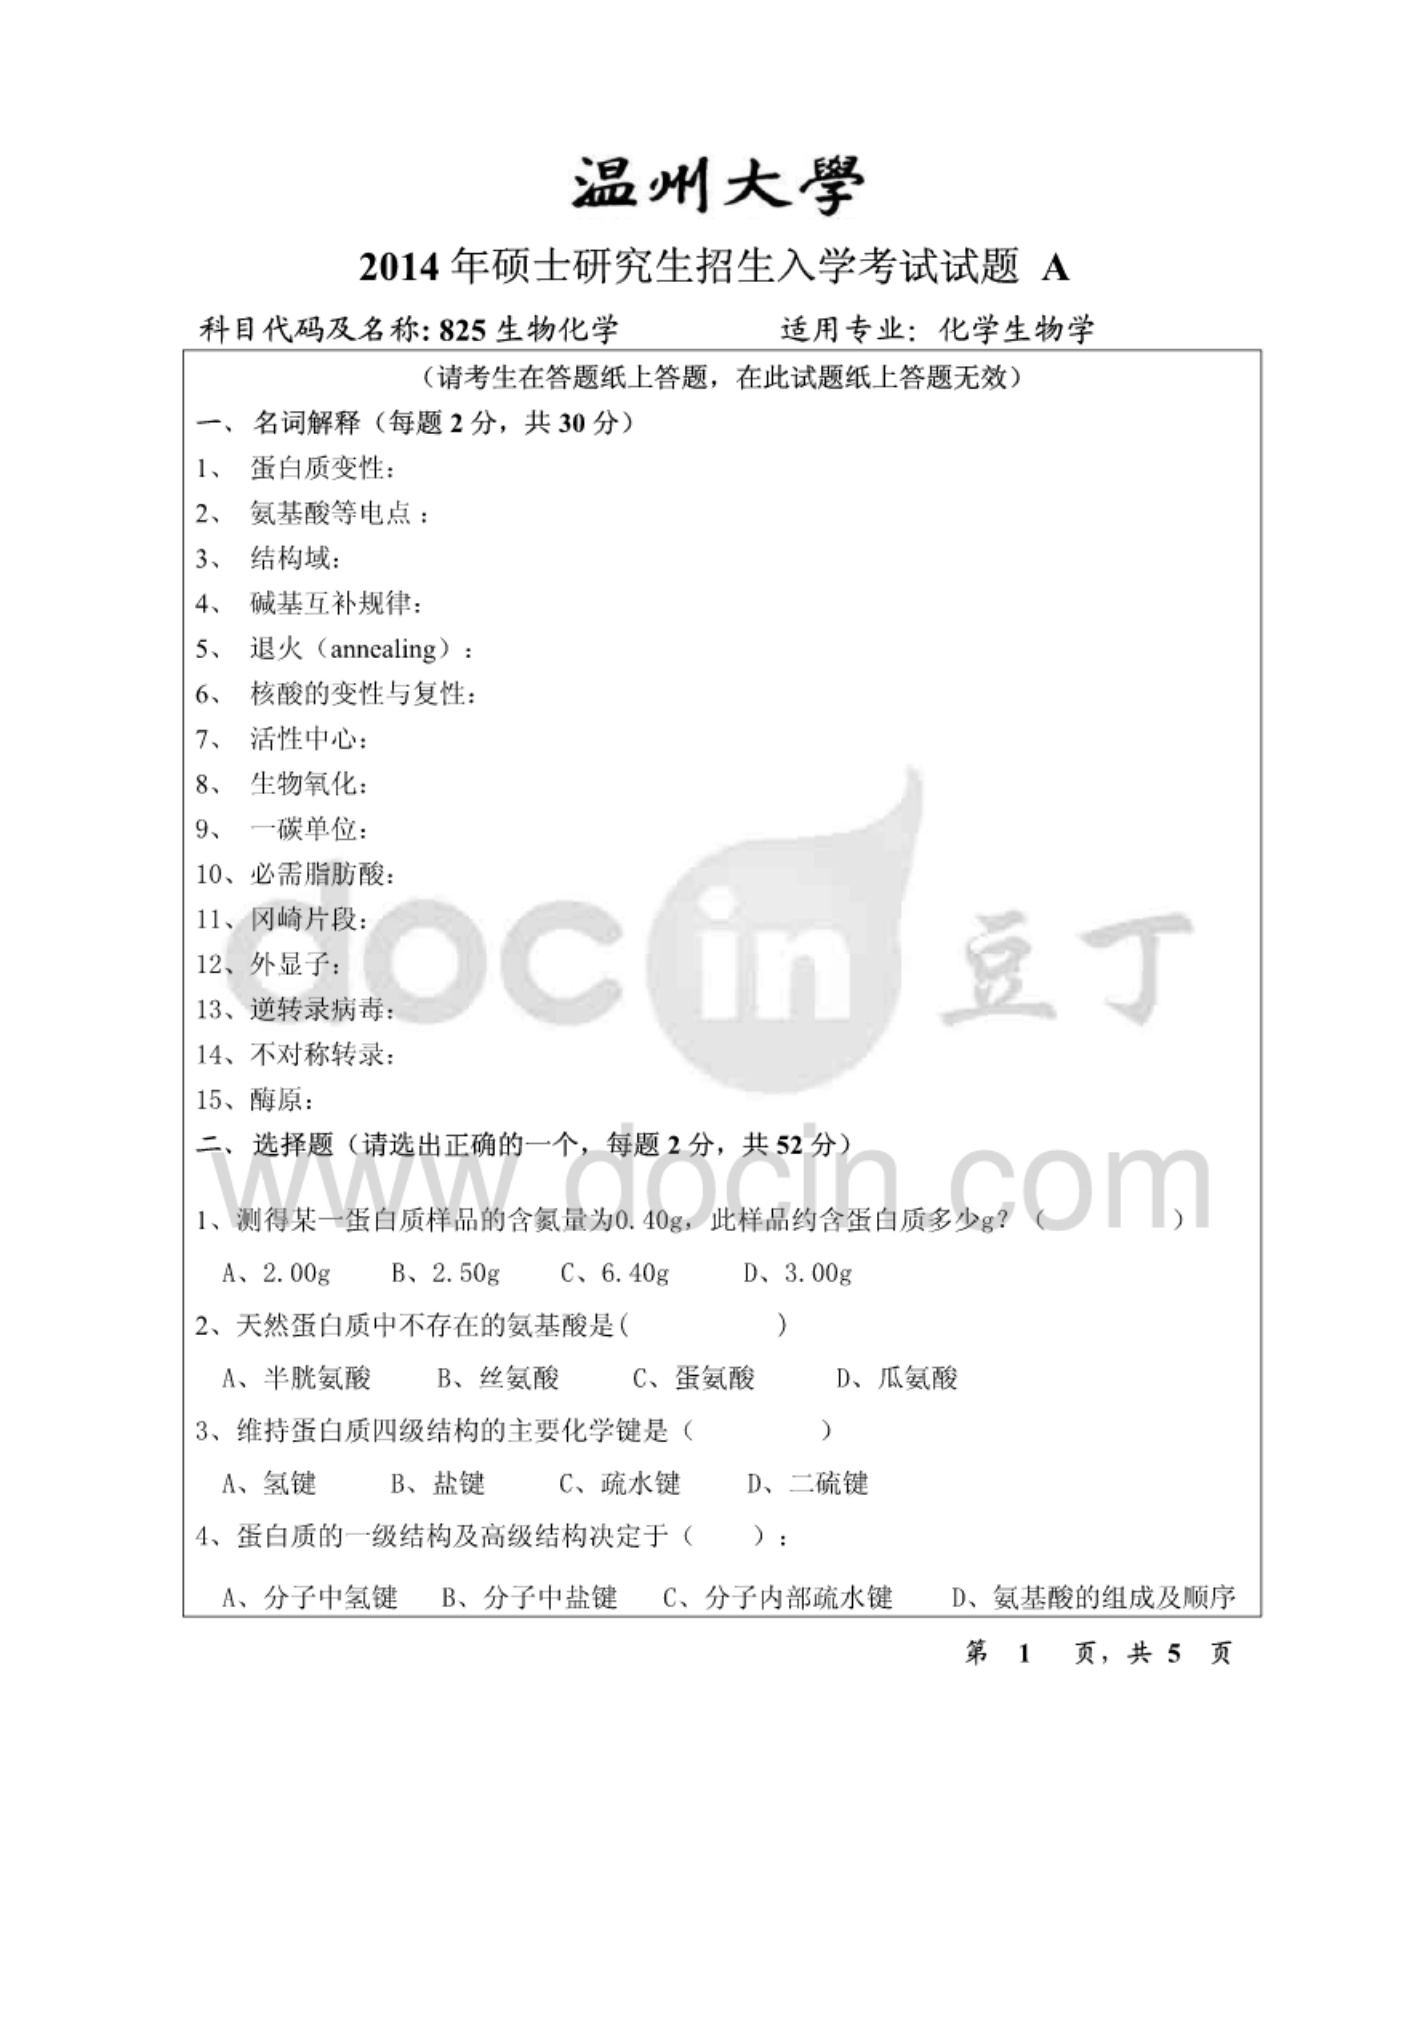 温州大學
2014 年硕士研究生招生入学考试试题 A
科目代码及名称: 825 生物化学 适用专业: 化学生物学
（请考生在答题纸上答题，在此试题纸上答题无效）
一、 名词解释（每题 2 分，共 30 分）
1、 蛋白质变性：
2、 氨基酸等电点：
3、 结构域：
4、 碱基互补规律：
5、 退火（annealing）：
6、 核酸的变性与复性：
7、 活性中心：
8、 生物氧化：
9、 一碳单位：
10、必需脂肪酸：
11、冈崎片段：
12、外显子：
13、逆转录病毒：
14、不对称转录：
15、酶原：
二、 选择题（请选出正确的一个，每题 2 分，共 52 分）
1、测得某一蛋白质样品的含氮量为0.40g，此样品约含蛋白质多少g？（ ）
A、2.00g B、2.50g C、6.40g D、3.00g
2、天然蛋白质中不存在的氨基酸是( )
A、半胱氨酸 B、丝氨酸 C、蛋氨酸 D、瓜氨酸
3、维持蛋白质四级结构的主要化学键是（ ）
A、氢键 B、盐键 C、疏水键 D、二硫键
4、蛋白质的一级结构及高级结构决定于（ ）：
A、分子中氢键 B、分子中盐键 C、分子内部疏水键 D、氨基酸的组成及顺序
第 1 页，共 5 页
docin 豆丁
www.docin.com